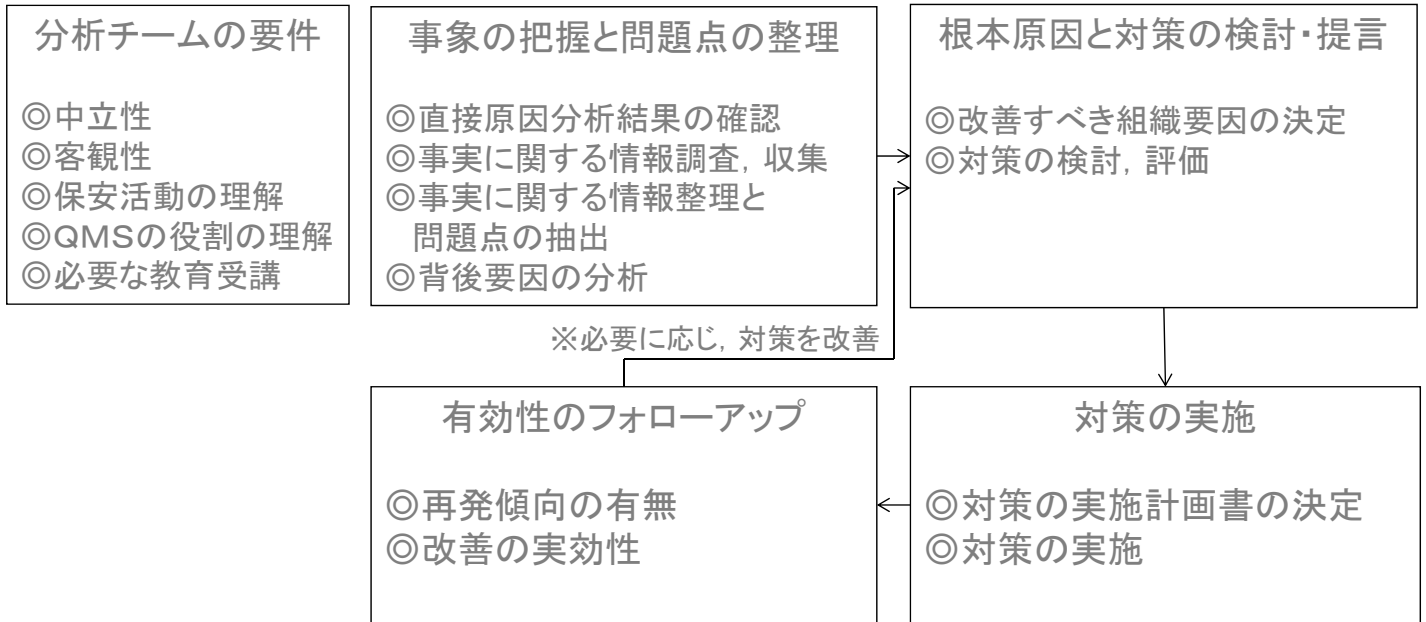 分析チームの要件
◎中立性
◎客観性
◎保安活動の理解
◎QMSの役割の理解
◎必要な教育受講
事象の把握と問題点の整理
◎直接原因分析結果の確認
◎事実に関する情報調査，収集
◎事実に関する情報整理と
問題点の抽出
◎背後要因の分析
根本原因と対策の検討・提言
◎改善すべき組織要因の決定
◎対策の検討，評価
※必要に応じ，対策を改善
有効性のフォローアップ
◎再発傾向の有無
◎改善の実効性
対策の実施
◎対策の実施計画書の決定
◎対策の実施